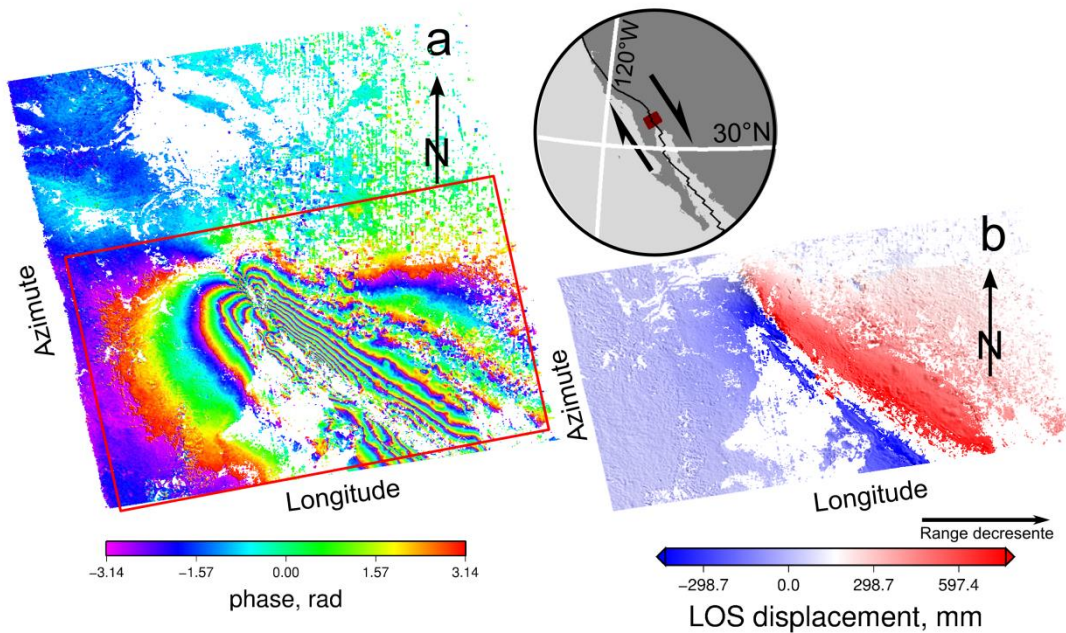 a
N
Azimute
Longitude
−3.14 −1.57 0.00 1.57 3.14
phase, rad
120°W
30°N
b
N
Azimute
Longitude
Range decresente
−298.7 0.0 298.7 597.4
LOS displacement, mm